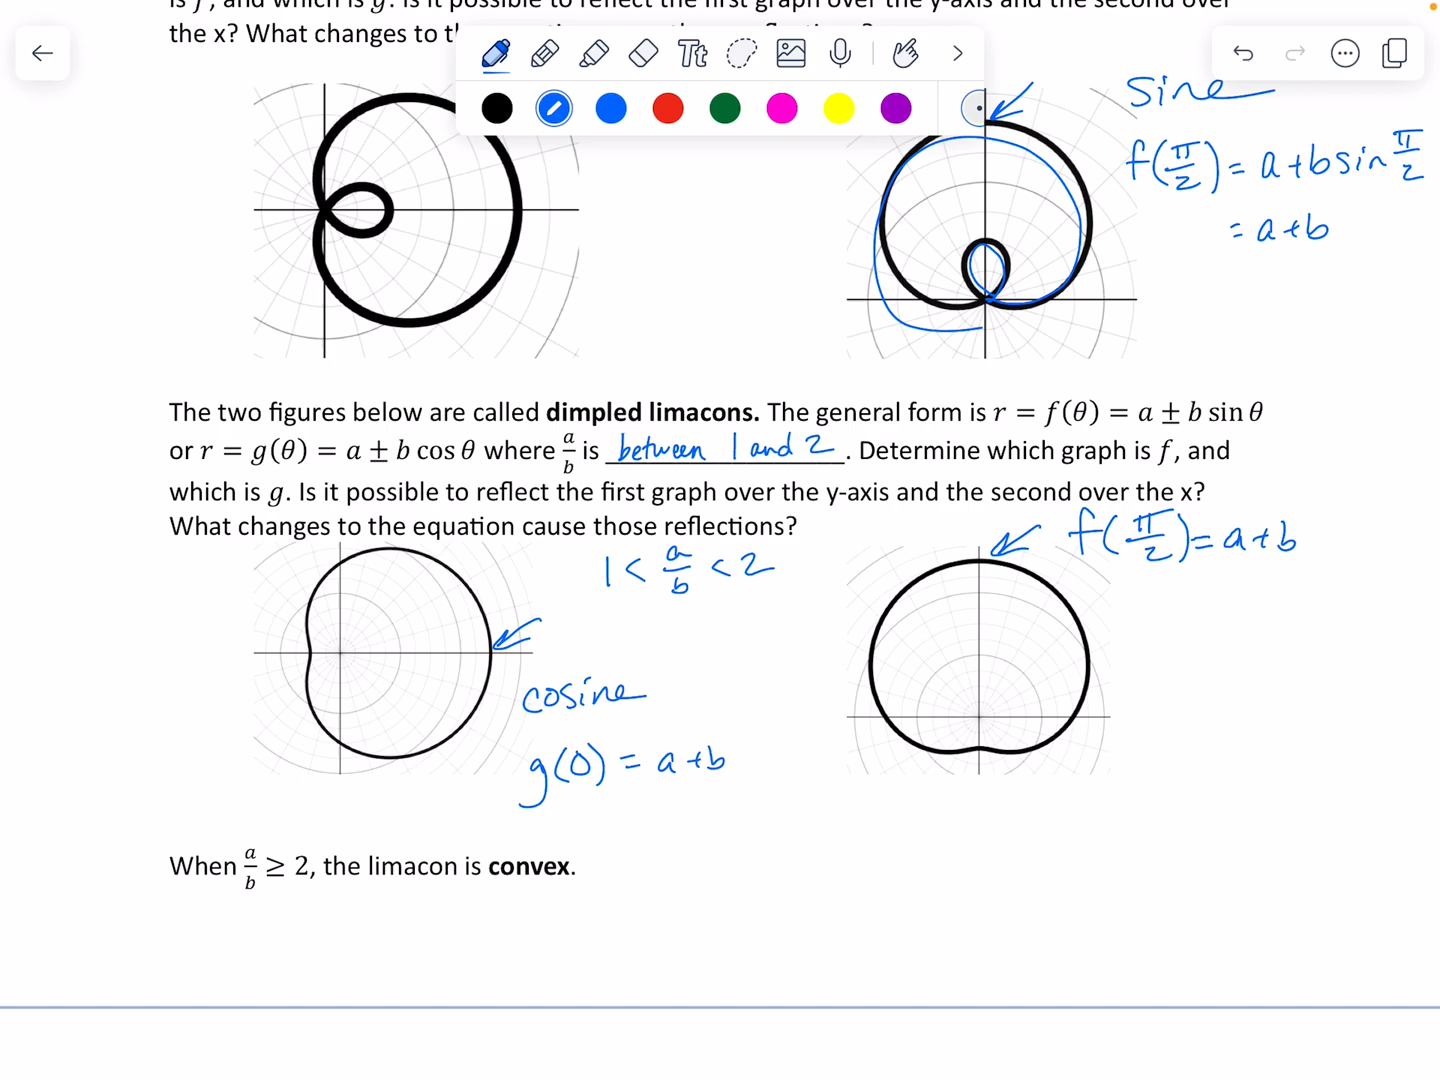 the x? What changes to t
Tt
sine
f(π/2) = a + b sin π/2
= a + b
The two figures below are called dimpled limacons. The general form is r = f(θ) = a ± b sin θ
or r = g(θ) = a ± b cos θ where a/b is between 1 and 2. Determine which graph is f, and
which is g. Is it possible to reflect the first graph over the y-axis and the second over the x?
What changes to the equation cause those reflections?
1 < a/b < 2
f(π/2) = a + b
cosine
g(0) = a + b
When a/b ≥ 2, the limacon is convex.